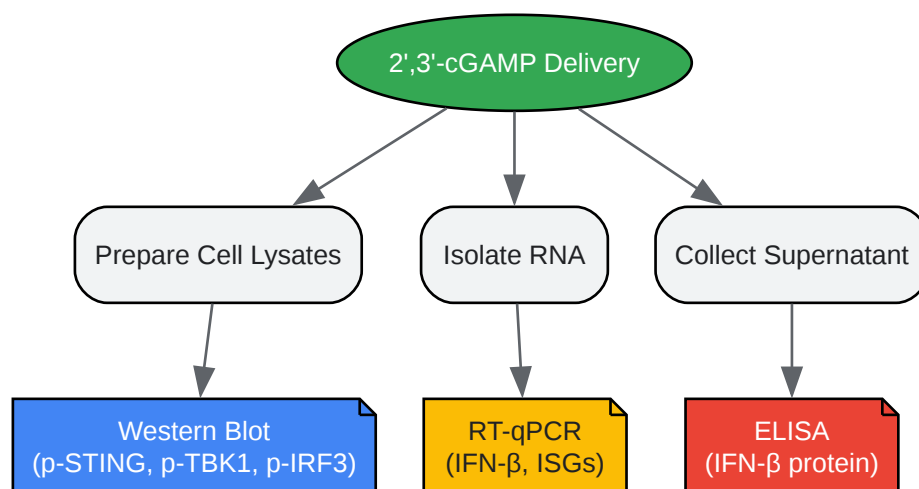 2',3'-cGAMP Delivery
Prepare Cell Lysates
Isolate RNA
Collect Supernatant
Western Blot
(p-STING, p-TBK1, p-IRF3)
RT-qPCR
(IFN-β, ISGs)
ELISA
(IFN-β protein)